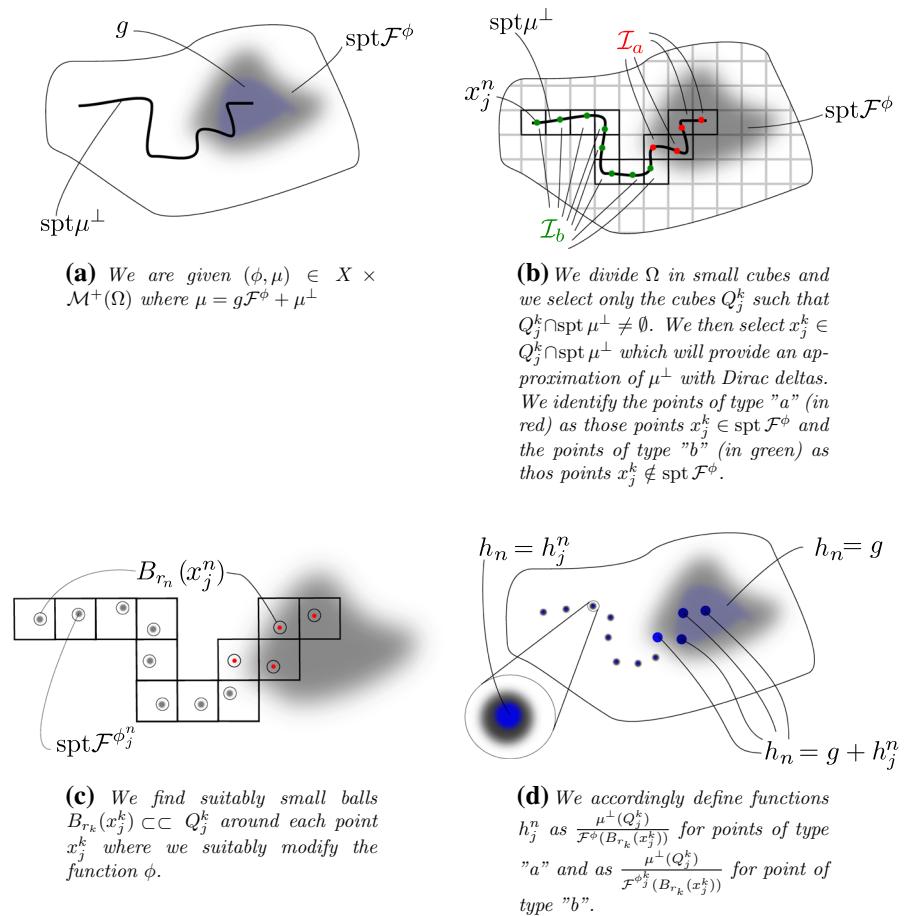 g
sptℱ^ϕ
sptμ^⊥
(a) We are given (ϕ, μ) ∈ X ×
ℳ^+(Ω) where μ = gℱ^ϕ + μ^⊥
sptμ^⊥
ℐ_a
x_j^n
sptℱ^ϕ
ℐ_b
(b) We divide Ω in small cubes and
we select only the cubes Q_j^k such that
Q_j^k∩spt μ^⊥ ≠ ∅. We then select x_j^k ∈
Q_j^k∩spt μ^⊥ which will provide an ap-
proximation of μ^⊥ with Dirac deltas.
We identify the points of type "a" (in
red) as those points x_j^k ∈ spt ℱ^ϕ and
the points of type "b" (in green) as
thos points x_j^k ∉ spt ℱ^ϕ.
B_{r_n}(x_j^n)
sptℱ^{ϕ_j^n}
(c) We find suitably small balls
B_{r_k}(x_j^k) ⊂⊂ Q_j^k around each point
x_j^k where we suitably modify the
function ϕ.
h_n = h_j^n
h_n = g
h_n = g + h_j^n
(d) We accordingly define functions
h_j^n as \frac{μ^⊥(Q_j^k)}{ℱ^ϕ(B_{r_k}(x_j^k))} for points of type
"a" and as \frac{μ^⊥(Q_j^k)}{ℱ^{ϕ_j^k}(B_{r_k}(x_j^k))} for point of
type "b".